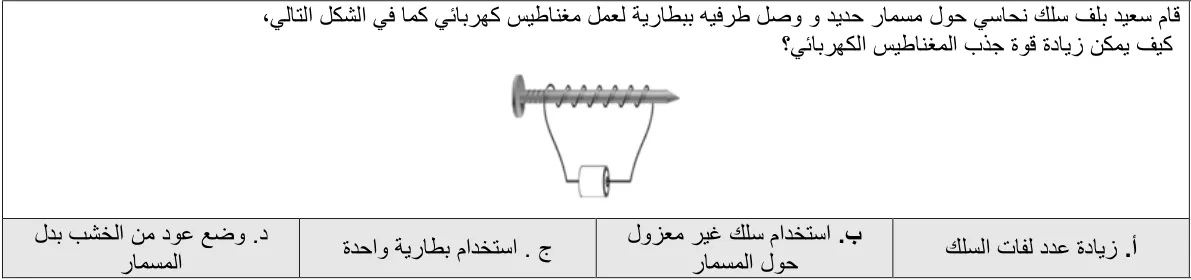 قام سعيد بلف سلك نحاسي حول مسمار حديد و وصل طرفيه ببطارية لعمل مغناطيس كهربائي كما في الشكل التالي،
كيف يمكن زيادة قوة جذب المغناطيس الكهربائي؟
أ. زيادة عدد لفات السلك
ب. استخدام سلك غير معزول
حول المسمار
ج . استخدام بطارية واحدة
د. وضع عود من الخشب بدل
المسمار